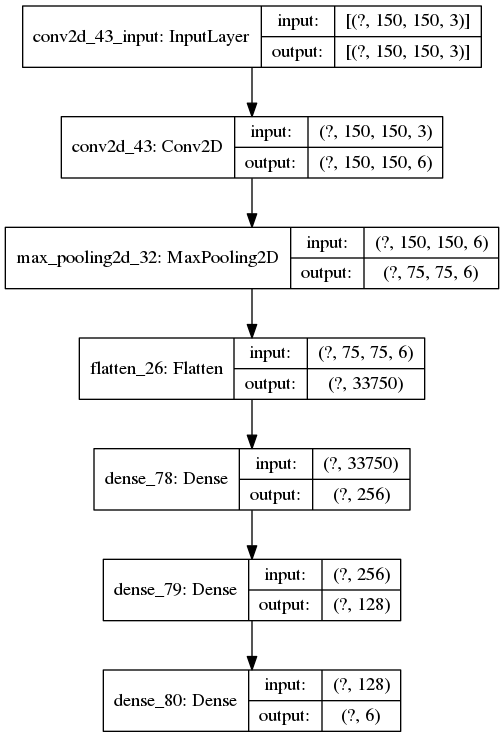 conv2d_43_input: InputLayer
input: [(?, 150, 150, 3)]
output: [(?, 150, 150, 3)]
conv2d_43: Conv2D
input: (?, 150, 150, 3)
output: (?, 150, 150, 6)
max_pooling2d_32: MaxPooling2D
input: (?, 150, 150, 6)
output: (?, 75, 75, 6)
flatten_26: Flatten
input: (?, 75, 75, 6)
output: (?, 33750)
dense_78: Dense
input: (?, 33750)
output: (?, 256)
dense_79: Dense
input: (?, 256)
output: (?, 128)
dense_80: Dense
input: (?, 128)
output: (?, 6)